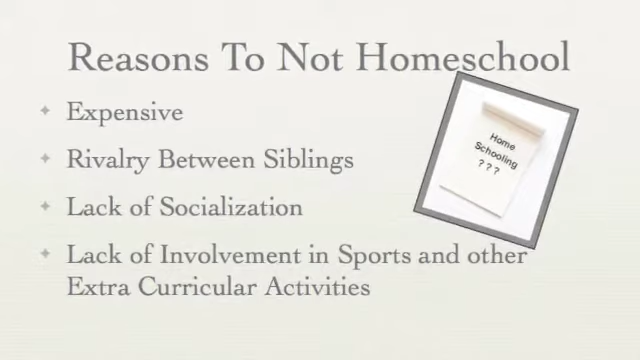 Reasons To Not Homeschool
Expensive
Rivalry Between Siblings
Lack of Socialization
Lack of Involvement in Sports and other
Extra Curricular Activities
Home
Schooling
? ? ?